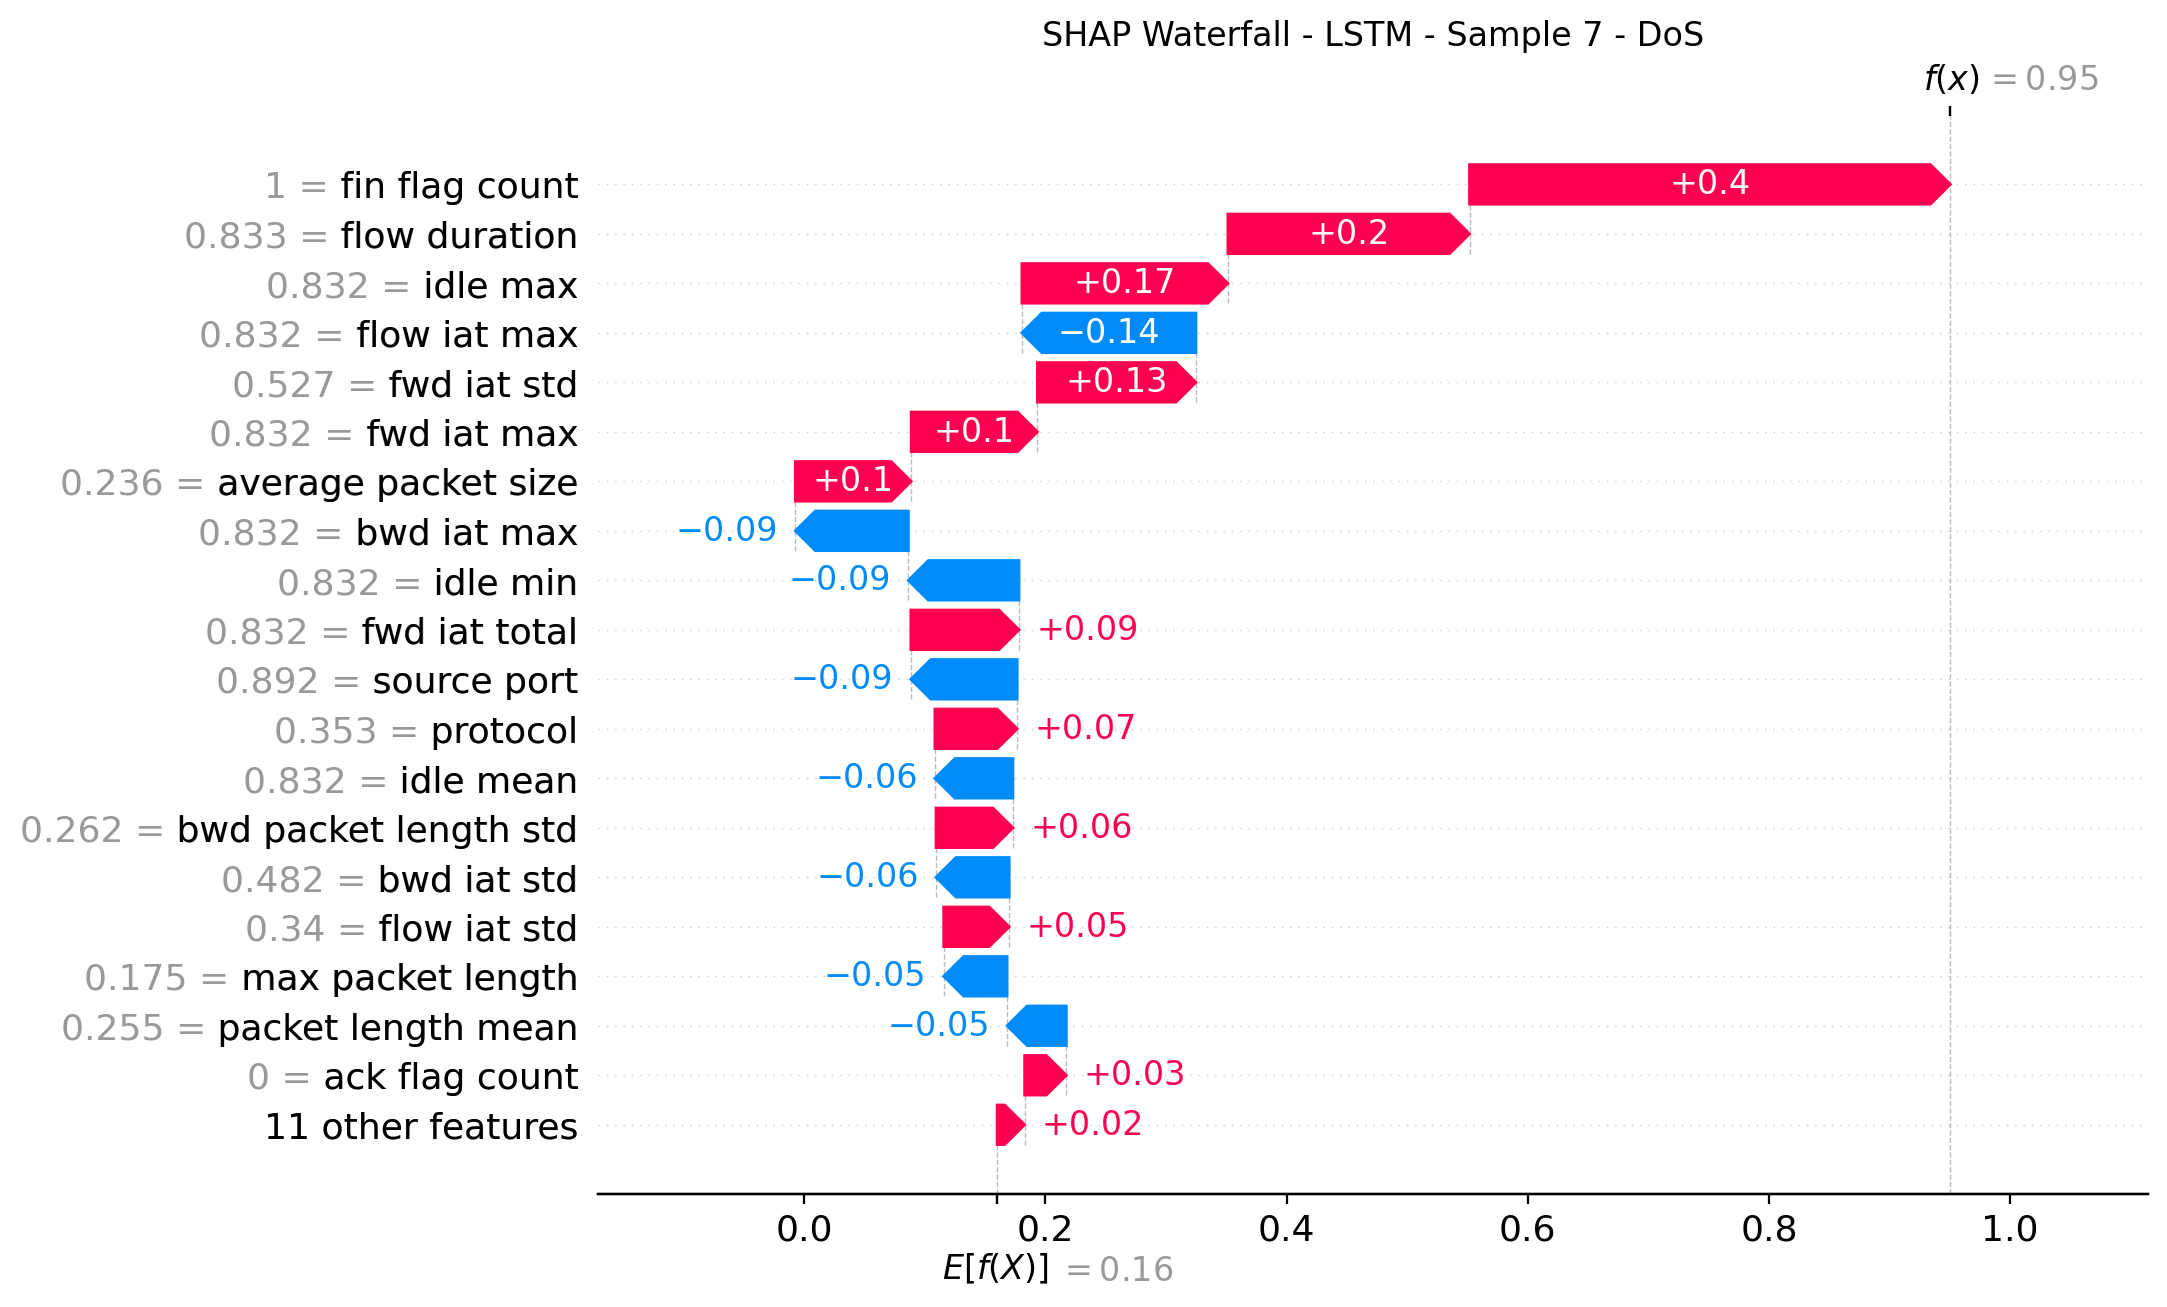 SHAP Waterfall - LSTM - Sample 7 - DoS
f(x) = 0.95
1 = fin flag count +0.4
0.833 = flow duration +0.2
0.832 = idle max +0.17
0.832 = flow iat max −0.14
0.527 = fwd iat std +0.13
0.832 = fwd iat max +0.1
0.236 = average packet size +0.1
0.832 = bwd iat max −0.09
0.832 = idle min −0.09
0.832 = fwd iat total +0.09
0.892 = source port −0.09
0.353 = protocol +0.07
0.832 = idle mean −0.06
0.262 = bwd packet length std +0.06
0.482 = bwd iat std −0.06
0.34 = flow iat std +0.05
0.175 = max packet length −0.05
0.255 = packet length mean −0.05
0 = ack flag count +0.03
11 other features +0.02
0.0 0.2 0.4 0.6 0.8 1.0
E[f(X)] = 0.16